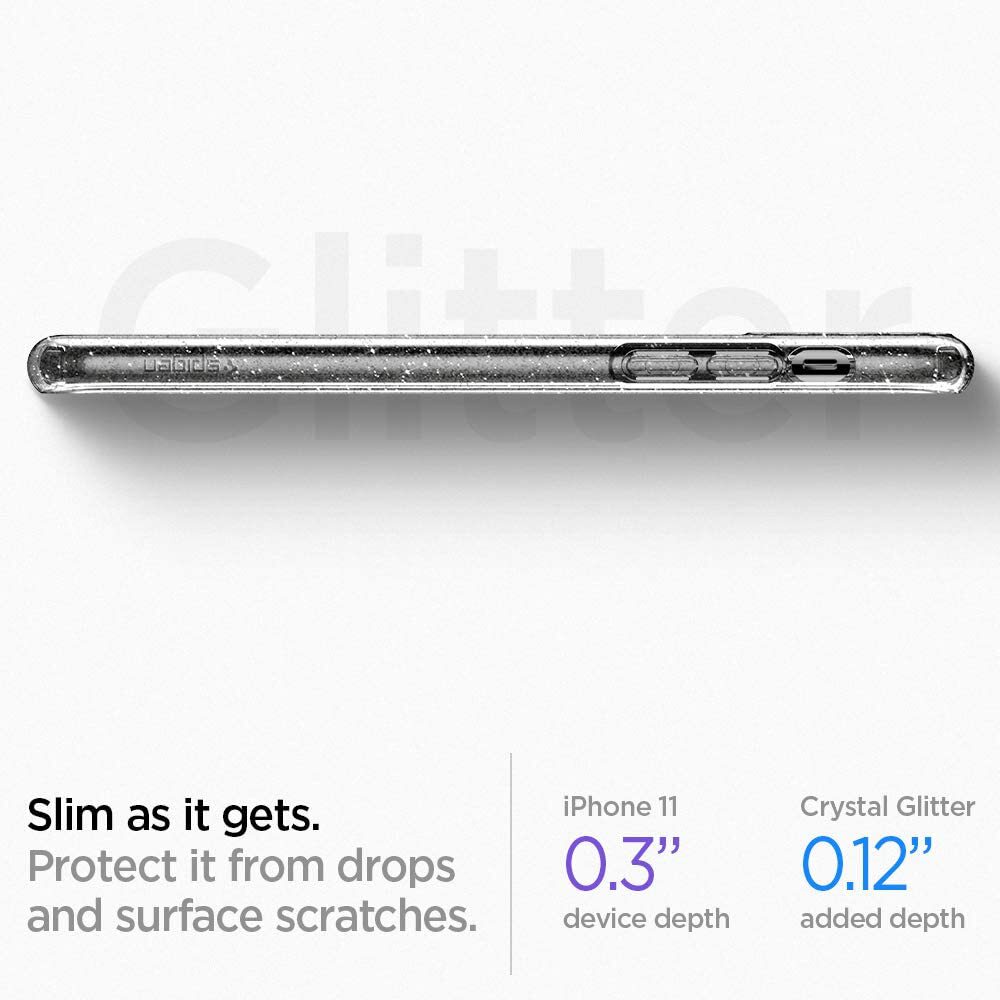 Glitter
spigen
Slim as it gets.
Protect it from drops
and surface scratches.
iPhone 11
0.3”
device depth
Crystal Glitter
0.12”
added depth